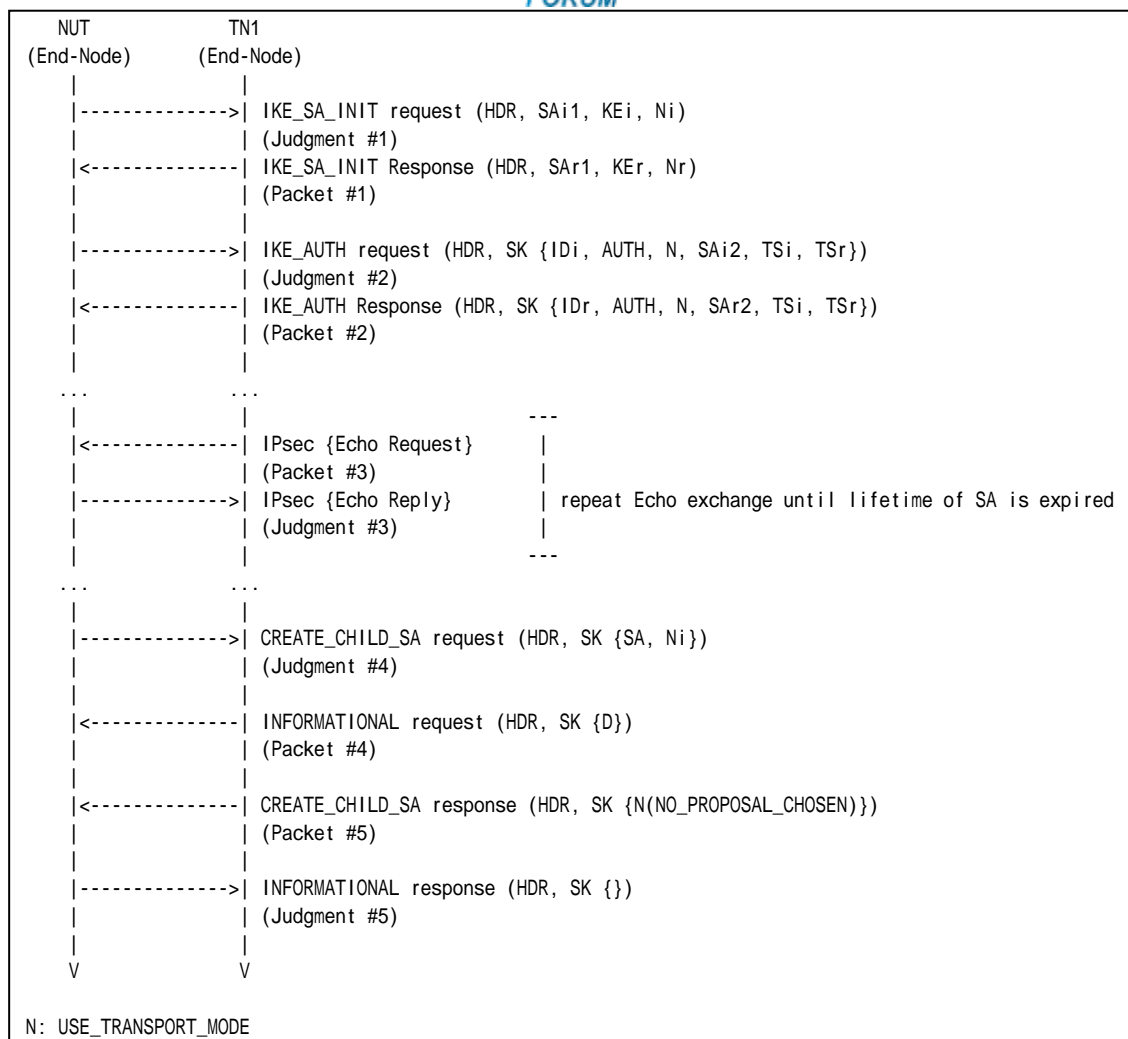 FORUM
NUT TN1
(End-Node) (End-Node)
| |
|-------------->| IKE_SA_INIT request (HDR, SAi1, KEi, Ni)
| | (Judgment #1)
|<--------------| IKE_SA_INIT Response (HDR, SAr1, KEr, Nr)
| | (Packet #1)
| |
|-------------->| IKE_AUTH request (HDR, SK {IDi, AUTH, N, SAi2, TSi, TSr})
| | (Judgment #2)
|<--------------| IKE_AUTH Response (HDR, SK {IDr, AUTH, N, SAr2, TSi, TSr})
| | (Packet #2)
| |
... ...
| | ---
|<--------------| IPsec {Echo Request} |
| | (Packet #3) |
|-------------->| IPsec {Echo Reply} | repeat Echo exchange until lifetime of SA is expired
| | (Judgment #3) |
| | ---
... ...
| |
|-------------->| CREATE_CHILD_SA request (HDR, SK {SA, Ni})
| | (Judgment #4)
| |
|<--------------| INFORMATIONAL request (HDR, SK {D})
| | (Packet #4)
| |
|<--------------| CREATE_CHILD_SA response (HDR, SK {N(NO_PROPOSAL_CHOSEN)})
| | (Packet #5)
| |
|-------------->| INFORMATIONAL response (HDR, SK {})
| | (Judgment #5)
| |
V V
N: USE_TRANSPORT_MODE